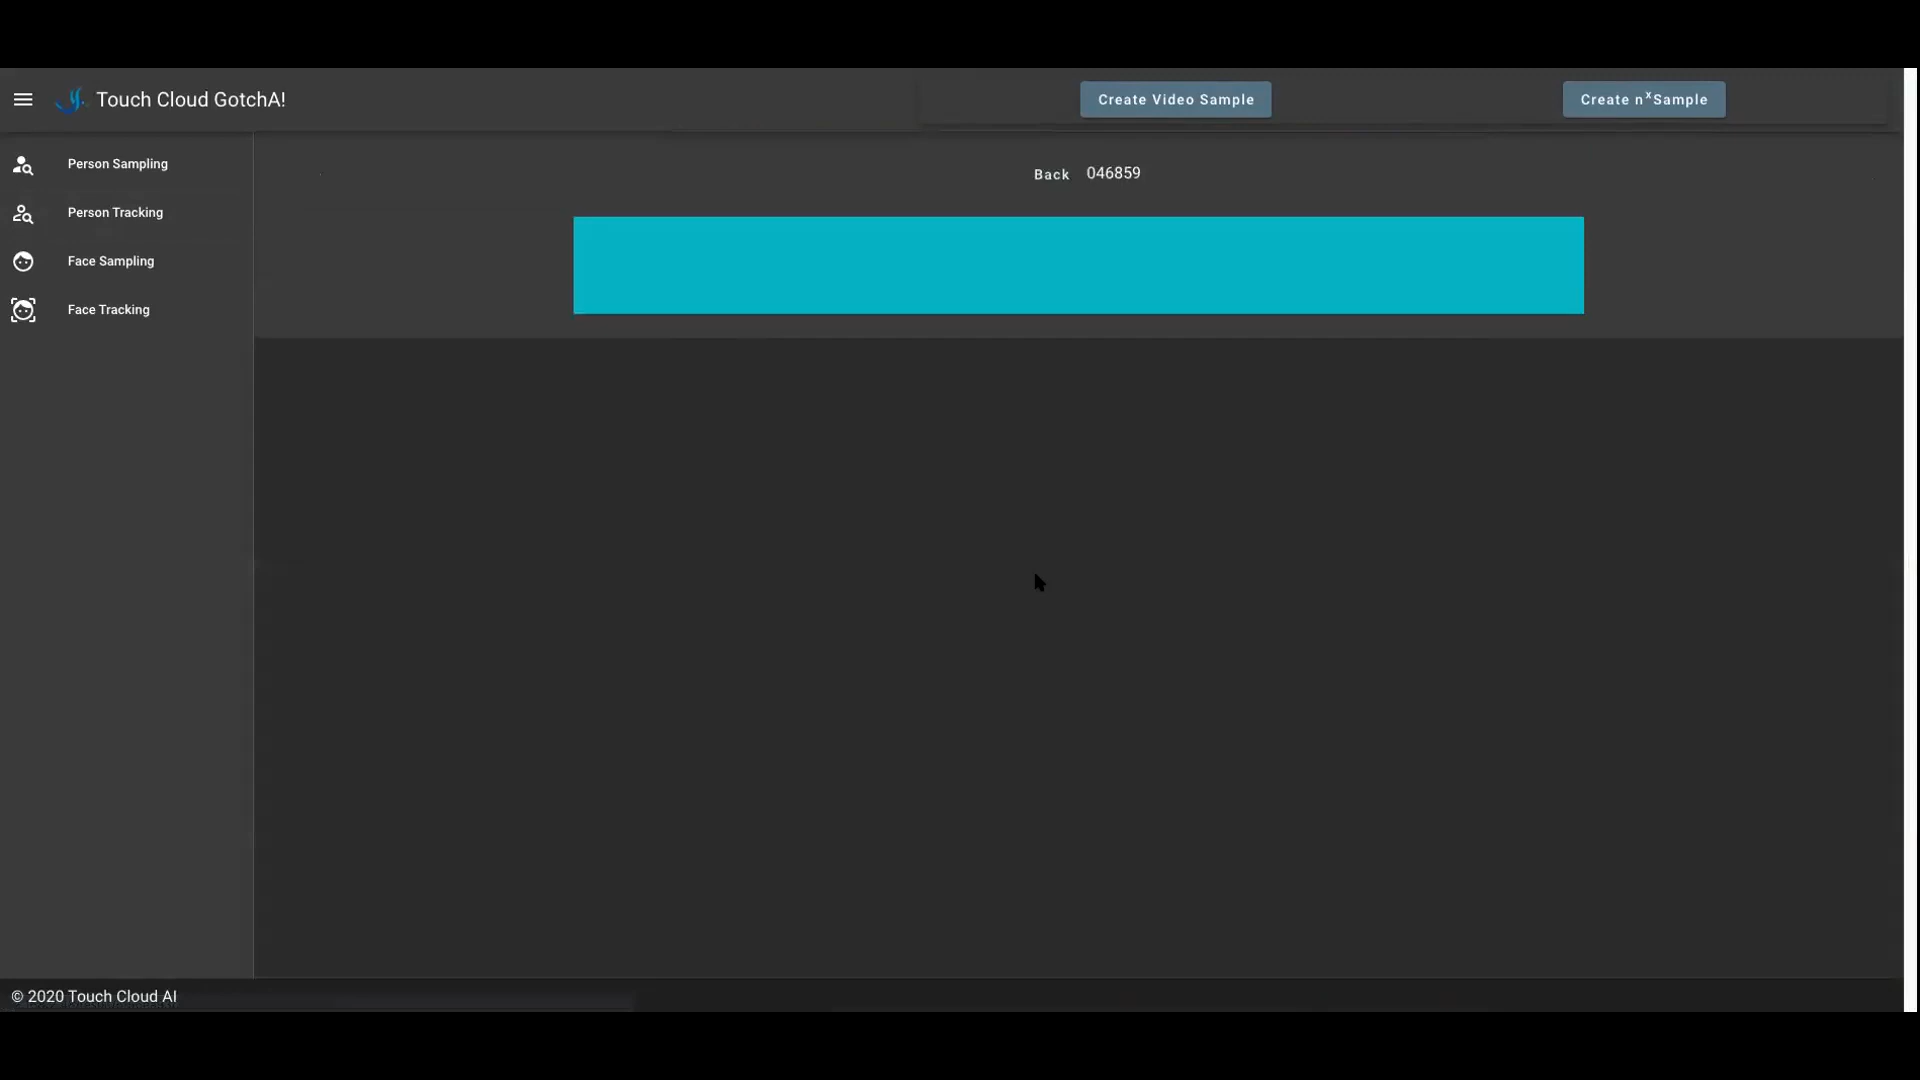 Touch Cloud GotchA!
Create Video Sample
Create nˣSample
Person Sampling
Person Tracking
Face Sampling
Face Tracking
Back 046859
© 2020 Touch Cloud AI